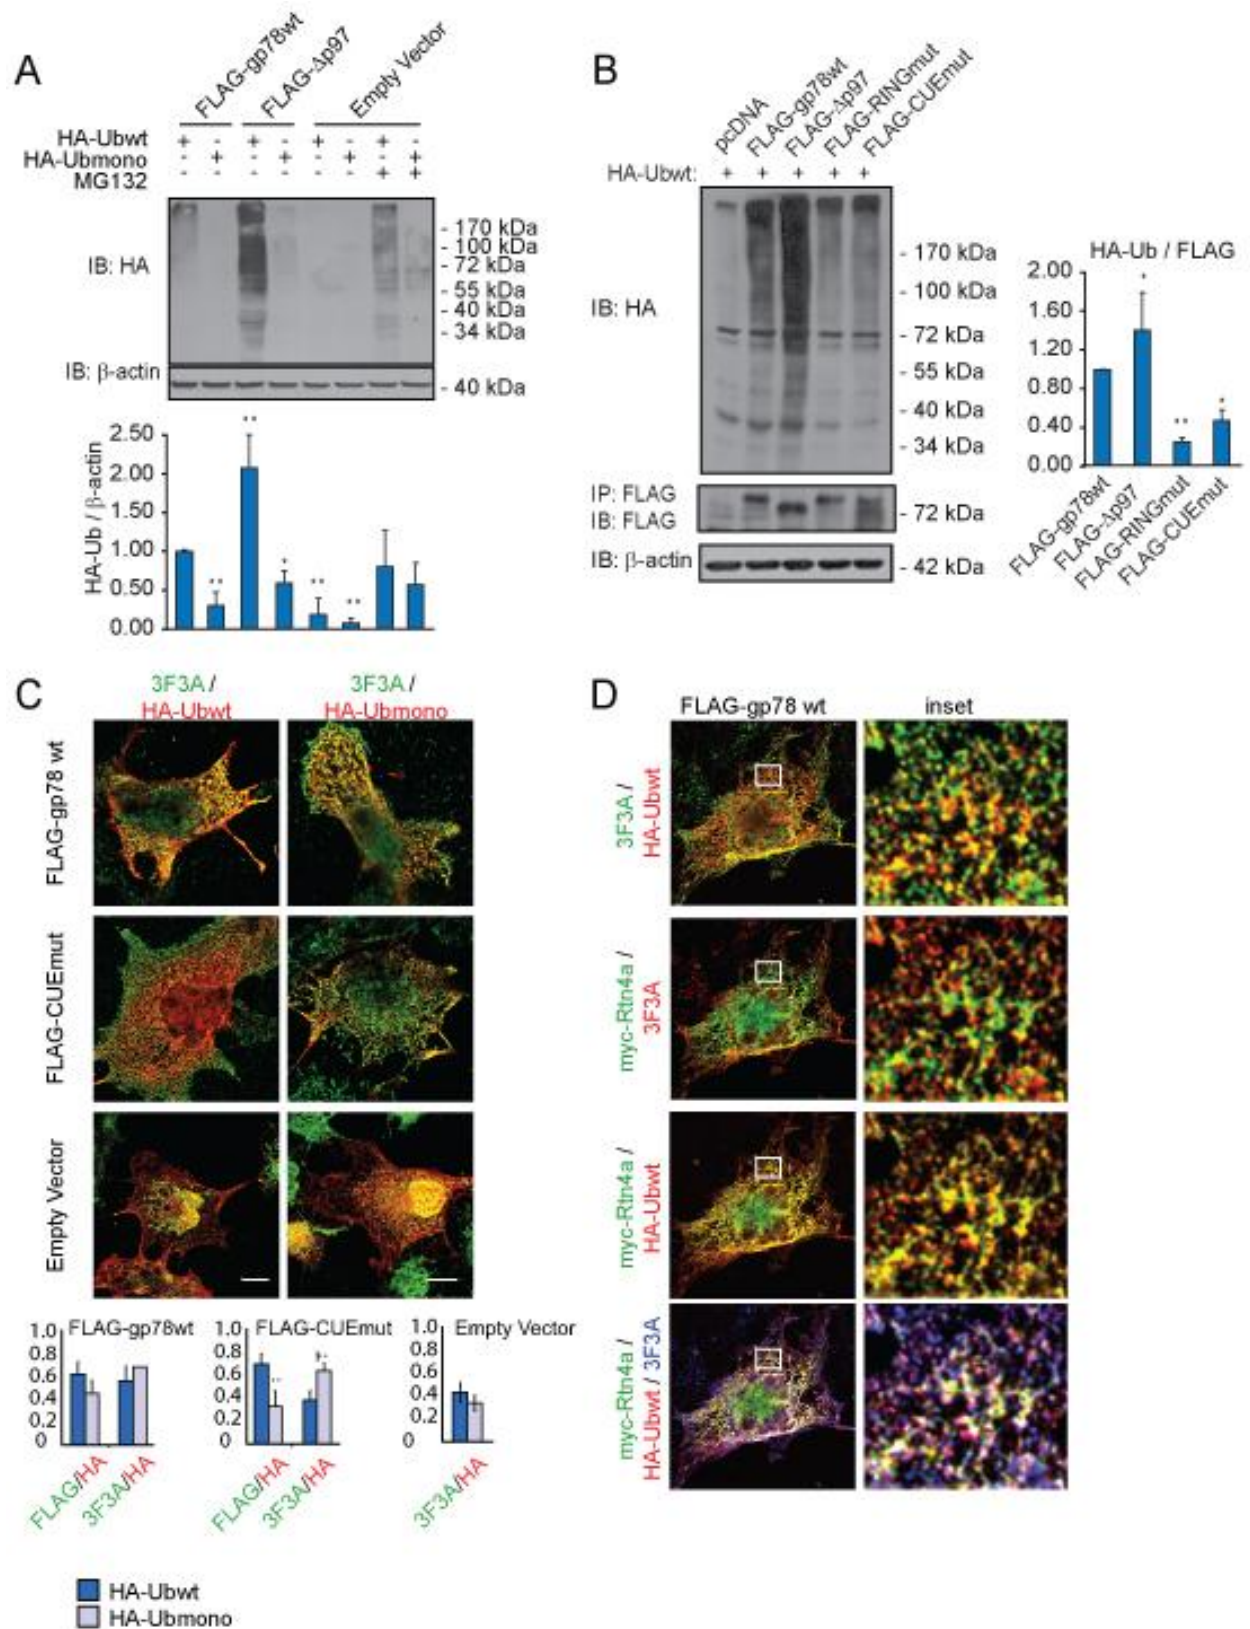 A
FLAG-gp78wt
FLAG-Δp97
Empty Vector
HA-Ubwt + - + - + - + -
HA-Ubmono - + - + - + - +
MG132 - - - - - - + +
IB: HA
- 170 kDa
- 100 kDa
- 72 kDa
- 55 kDa
- 40 kDa
- 34 kDa
IB: β-actin
- 40 kDa
HA-Ub / β-actin
2.50
2.00
1.50
1.00
0.50
0.00
** ** * ** **
B
pcDNA
FLAG-gp78wt
FLAG-Δp97
FLAG-RINGmut
FLAG-CUEmut
HA-Ubwt: + + + + +
IB: HA
- 170 kDa
- 100 kDa
- 72 kDa
- 55 kDa
- 40 kDa
- 34 kDa
IP: FLAG
IB: FLAG
- 72 kDa
IB: β-actin
- 42 kDa
HA-Ub / FLAG
2.00
1.60
1.20
0.80
0.40
0.00
* ** *
FLAG-gp78wt
FLAG-Δp97
FLAG-RINGmut
FLAG-CUEmut
C
3F3A /
HA-Ubwt
3F3A /
HA-Ubmono
FLAG-gp78 wt
FLAG-CUEmut
Empty Vector
FLAG-gp78wt
1.0
0.8
0.6
0.4
0.2
0
FLAG/HA
3F3A/HA
FLAG-CUEmut
1.0
0.8
0.6
0.4
0.2
0
FLAG/HA
3F3A/HA
Empty Vector
1.0
0.8
0.6
0.4
0.2
0
3F3A/HA
HA-Ubwt
HA-Ubmono
D
FLAG-gp78 wt
inset
3F3A /
HA-Ubwt
myc-Rtn4a /
3F3A
myc-Rtn4a /
HA-Ubwt
myc-Rtn4a /
HA-Ubwt / 3F3A